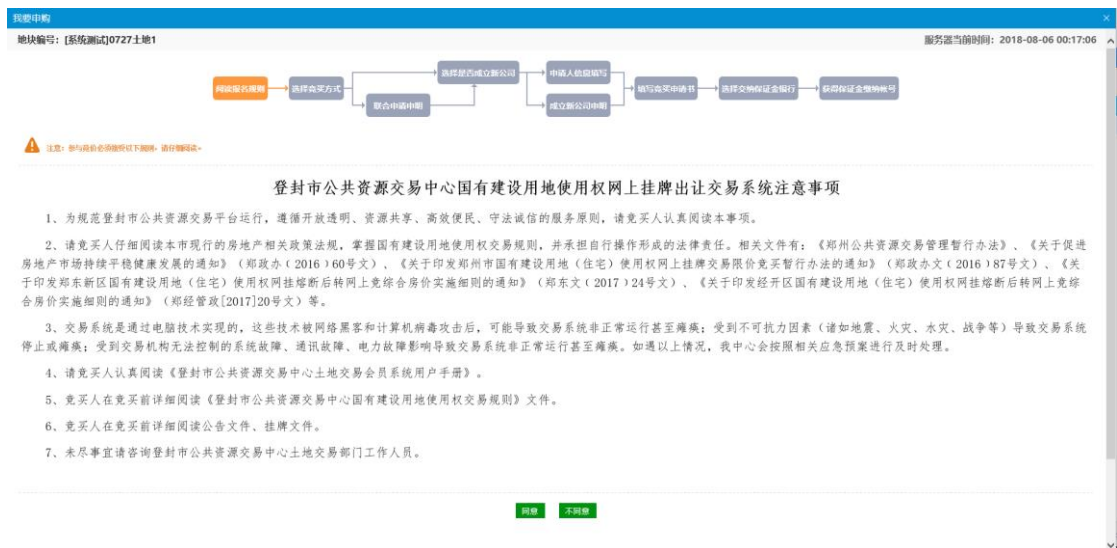 我要申购
地块编号：[系统测试]0727土地1
服务器当前时间：2018-08-06 00:17:06
阅读报名规则
选择竞买方式
联合申请申明
选择是否成立新公司
申请人信息填写
成立新公司申明
填写竞买申请书
选择交纳保证金银行
获得保证金缴纳帐号
注意：参与竞价必须接受以下规则，请仔细阅读。
登封市公共资源交易中心国有建设用地使用权网上挂牌出让交易系统注意事项
1、为规范登封市公共资源交易平台运行，遵循开放透明、资源共享、高效便民、守法诚信的服务原则，请竞买人认真阅读本事项。
2、请竞买人仔细阅读本市现行的房地产相关政策法规，掌握国有建设用地使用权交易规则，并承担自行操作形成的法律责任。相关文件有：《郑州公共资源交易管理暂行办法》、《关于促进
房地产市场持续平稳健康发展的通知》（郑政办（2016）60号文）、《关于印发郑州市国有建设用地（住宅）使用权网上挂牌交易限价竞买暂行办法的通知》（郑政办文（2016）87号文）、《关
于印发郑东新区国有建设用地（住宅）使用权网挂熔断后转网上竞综合房价实施细则的通知》（郑东文（2017）24号文）、《关于印发经开区国有建设用地（住宅）使用权网挂熔断后转网上竞综
合房价实施细则的通知》（郑经管政[2017]20号文）等。
3、交易系统是通过电脑技术实现的，这些技术被网络黑客和计算机病毒攻击后，可能导致交易系统非正常运行甚至瘫痪；受到不可抗力因素（诸如地震、火灾、水灾、战争等）导致交易系统
停止或瘫痪；受到交易机构无法控制的系统故障、通讯故障、电力故障影响导致交易系统非正常运行甚至瘫痪。如遇以上情况，我中心会按照相关应急预案进行及时处理。
4、请竞买人认真阅读《登封市公共资源交易中心土地交易会员系统用户手册》。
5、竞买人在竞买前详细阅读《登封市公共资源交易中心国有建设用地使用权交易规则》文件。
6、竞买人在竞买前详细阅读公告文件、挂牌文件。
7、未尽事宜请咨询登封市公共资源交易中心土地交易部门工作人员。
同意
不同意